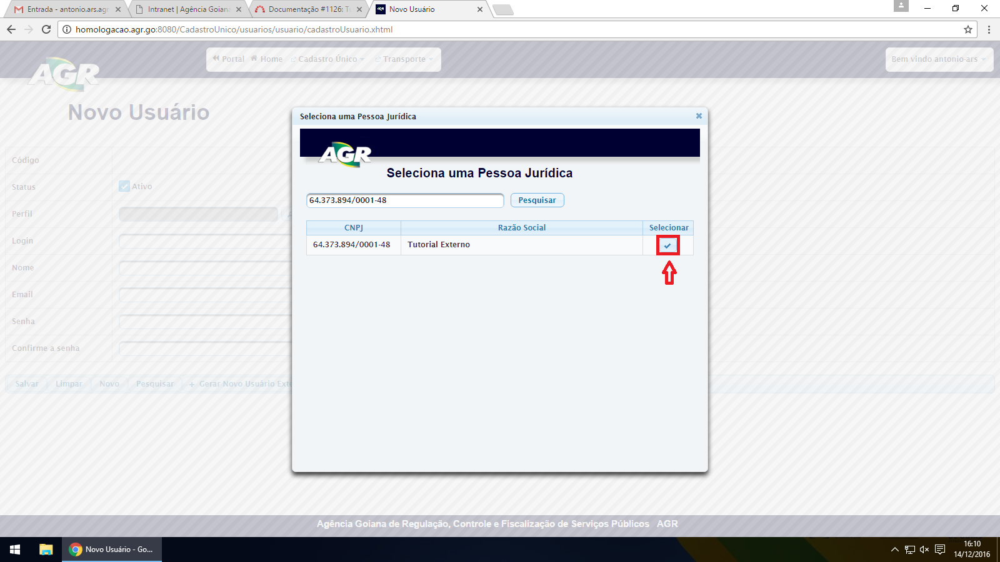 Entrada - antonio.ars.agr
Intranet | Agência Goiana
Documentação #1126: Tu
Novo Usuário
homologacao.agr.go:8080/CadastroUnico/usuarios/usuario/cadastroUsuario.xhtml
AGR
Portal
Home
Cadastro Único
Transporte
Bem vindo antonio-ars
Novo Usuário
Código
Status
Ativo
Perfil
Login
Nome
Email
Senha
Confirme a senha
Salvar
Limpar
Novo
Pesquisar
+ Gerar Novo Usuário Exte
Seleciona uma Pessoa Jurídica
AGR
Seleciona uma Pessoa Jurídica
64.373.894/0001-48
Pesquisar
CNPJ Razão Social Selecionar
64.373.894/0001-48 Tutorial Externo
Agência Goiana de Regulação, Controle e Fiscalização de Serviços Públicos AGR
Novo Usuário - Go...
16:10
14/12/2016